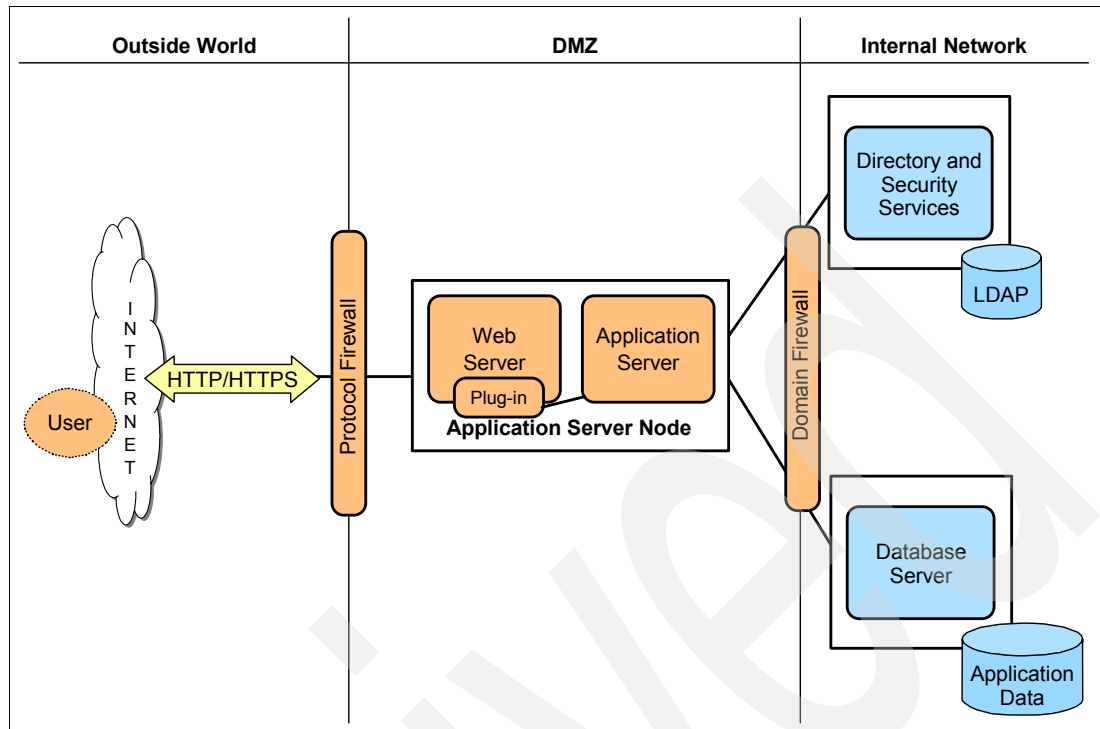 Outside World
DMZ
Internal Network
Directory and
Security
Services
LDAP
INTERNET
User
HTTP/HTTPS
Protocol Firewall
Web
Server
Plug-in
Application
Server
Application Server Node
Domain Firewall
Database
Server
Application
Data